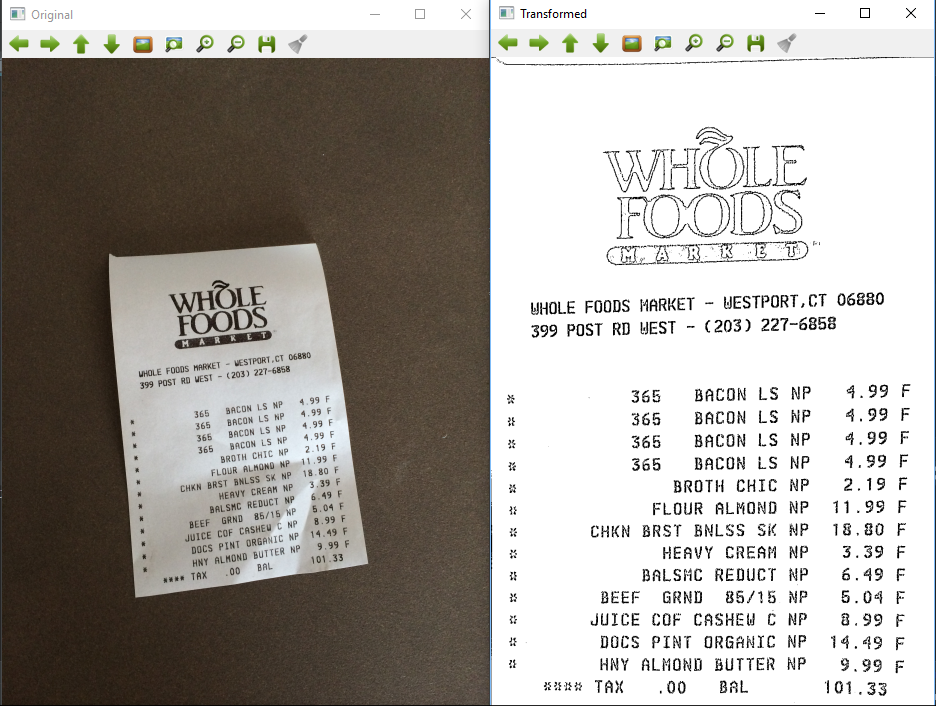 Original
Transformed
WHOLE
FOODS
MARKET
WHOLE FOODS MARKET - WESTPORT,CT 06880
399 POST RD WEST - (203) 227-6858
365 BACON LS NP 4.99 F
* 365 BACON LS NP 4.99 F
* 365 BACON LS NP 4.99 F
* 365 BACON LS NP 4.99 F
* BROTH CHIC NP 2.19 F
* FLOUR ALMOND NP 11.99 F
* CHKN BRST BNLSS SK NP 18.80 F
* HEAVY CREAM NP 3.39 F
* BALSMC REDUCT NP 6.49 F
* BEEF GRND 85/15 NP 5.04 F
* JUICE COF CASHEW C NP 8.99 F
* DOCS PINT ORGANIC NP 14.49 F
* HNY ALMOND BUTTER NP 9.99 F
**** TAX .00 BAL 101.33
WHOLE
FOODS
MARKET
WHOLE FOODS MARKET - WESTPORT,CT 06880
399 POST RD WEST - (203) 227-6858
* 365 BACON LS NP 4.99 F
* 365 BACON LS NP 4.99 F
* 365 BACON LS NP 4.99 F
* 365 BACON LS NP 4.99 F
* BROTH CHIC NP 2.19 F
* FLOUR ALMOND NP 11.99 F
* CHKN BRST BNLSS SK NP 18.80 F
* HEAVY CREAM NP 3.39 F
* BALSMC REDUCT NP 6.49 F
* BEEF GRND 85/15 NP 5.04 F
* JUICE COF CASHEW C NP 8.99 F
* DOCS PINT ORGANIC NP 14.49 F
* HNY ALMOND BUTTER NP 9.99 F
**** TAX .00 BAL 101.33